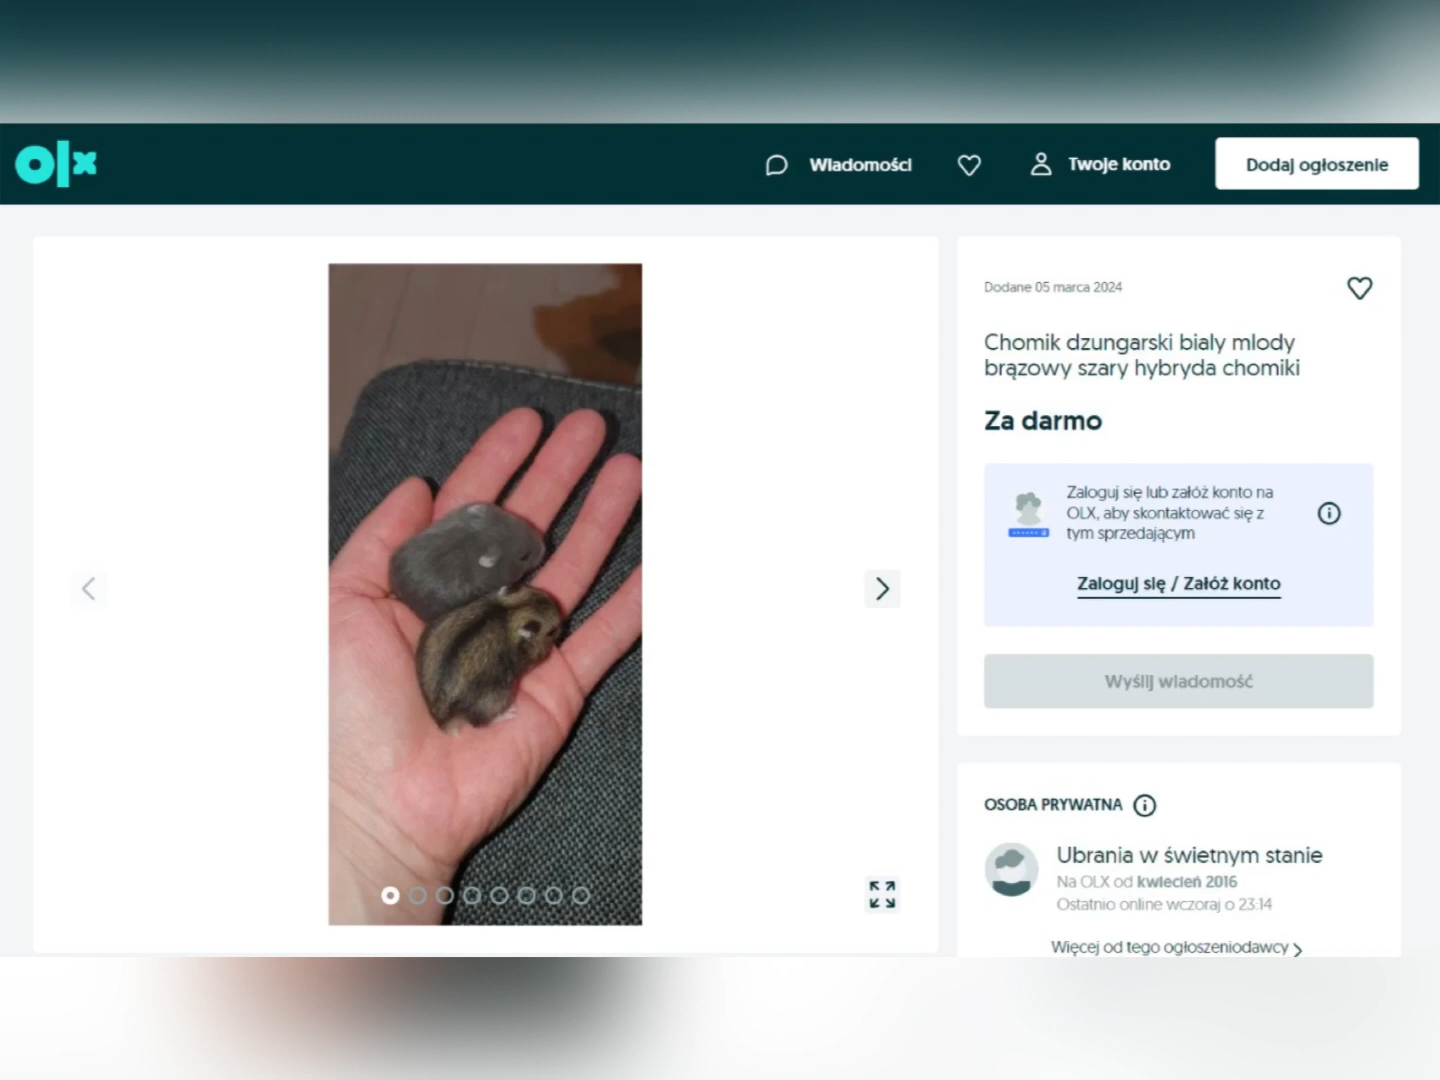 olx
Wiadomości
Twoje konto
Dodaj ogłoszenie
Dodane 05 marca 2024
Chomik dzungarski bialy mlody
brązowy szary hybryda chomiki
Za darmo
Zaloguj się lub załóż konto na
OLX, aby skontaktować się z
tym sprzedającym
Zaloguj się / Załóż konto
Wyślij wiadomość
OSOBA PRYWATNA
Ubrania w świetnym stanie
Na OLX od kwiecień 2016
Ostatnio online wczoraj o 23:14
Więcej od tego ogłoszeniodawcy